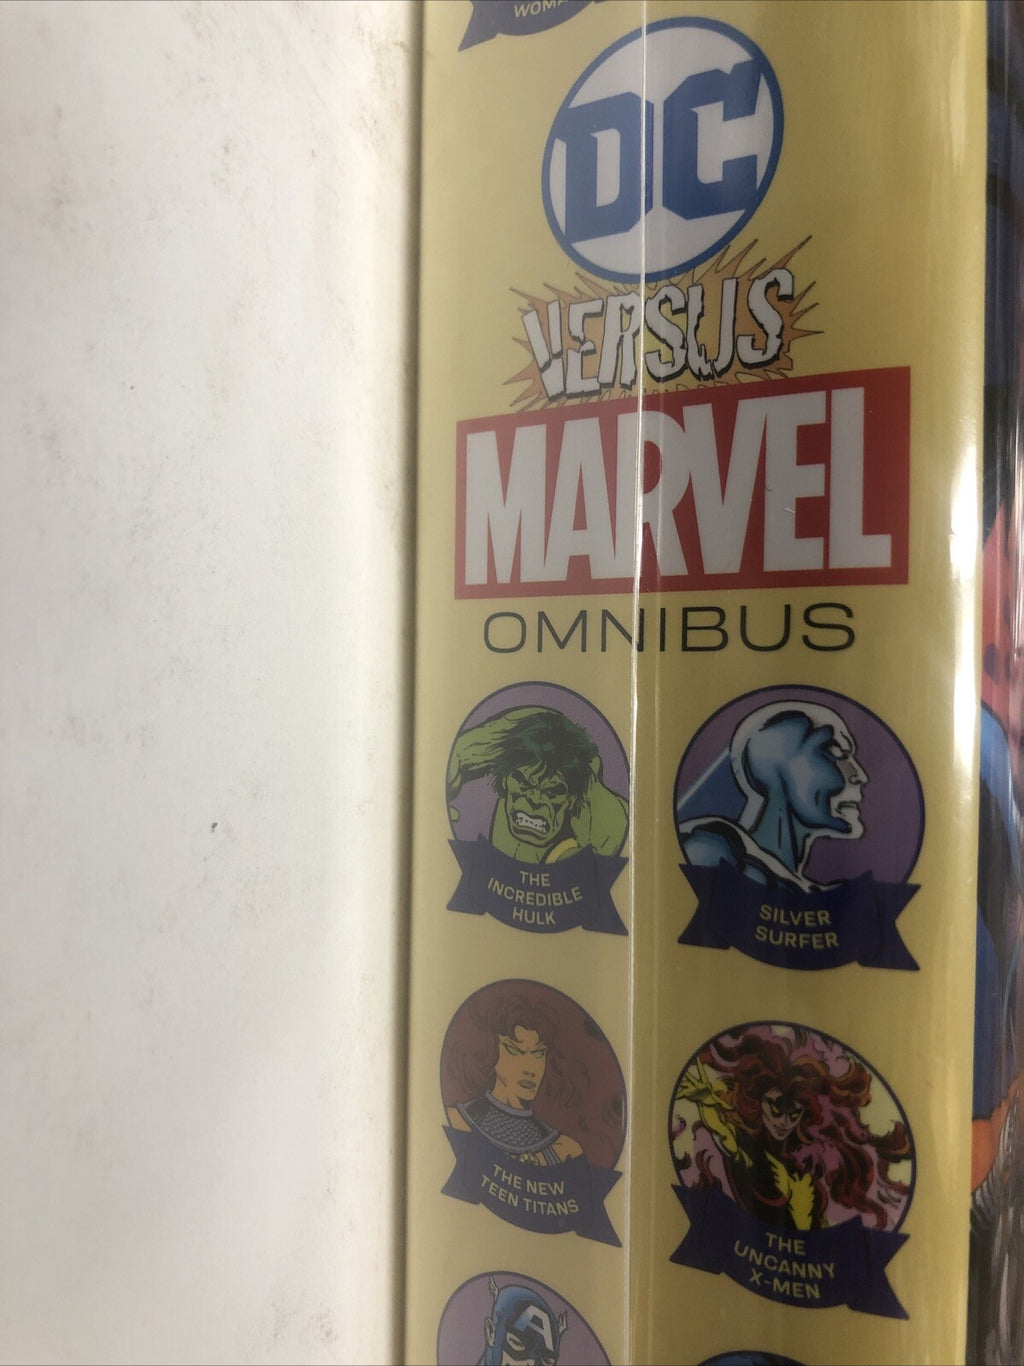 DC
VERSUS
MARVEL
OMNIBUS
THE
INCREDIBLE
HULK
SILVER
SURFER
THE NEW
TEEN TITANS
THE
UNCANNY
X-MEN
A